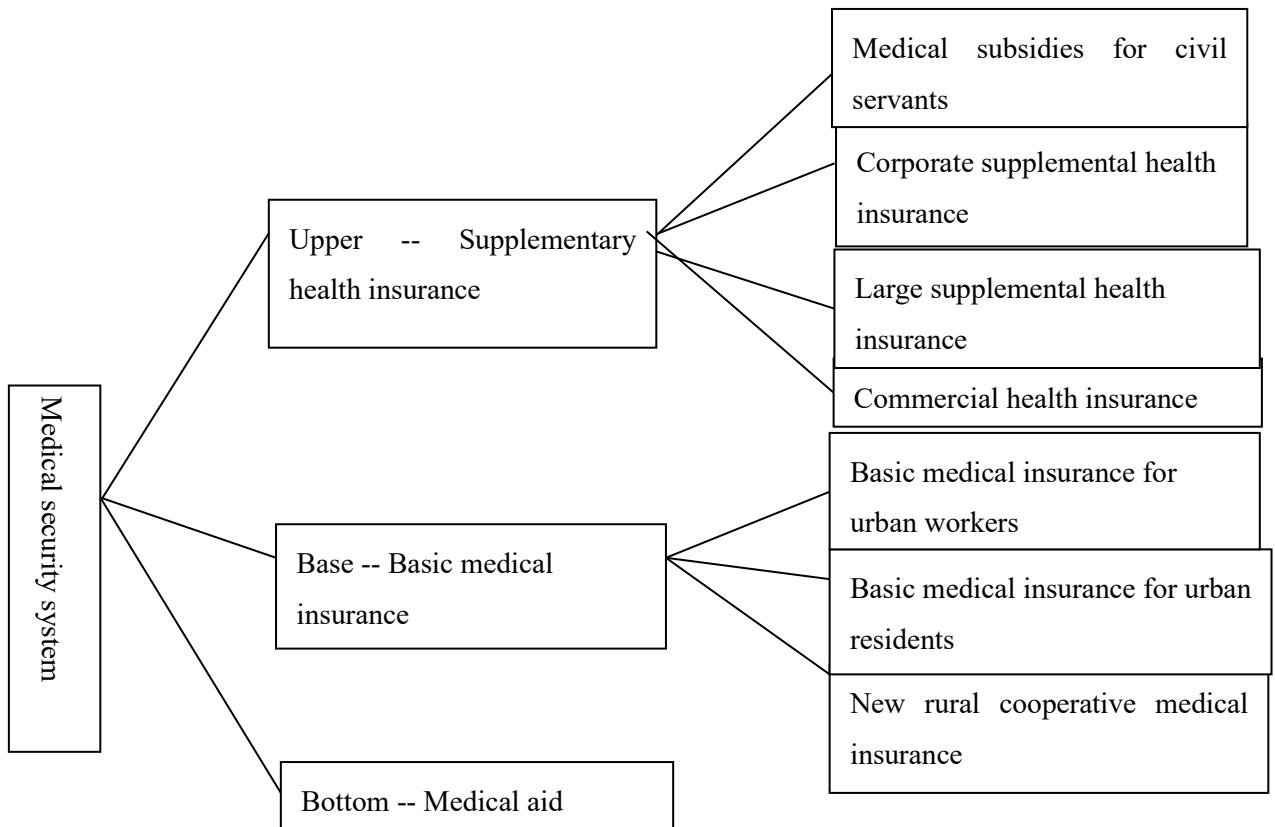 Medical subsidies for civil
servants
Corporate supplemental health
insurance
Upper -- Supplementary
health insurance
Large supplemental health
insurance
Commercial health insurance
Medical security system
Basic medical insurance for
urban workers
Base -- Basic medical
insurance
Basic medical insurance for urban
residents
New rural cooperative medical
insurance
Bottom -- Medical aid